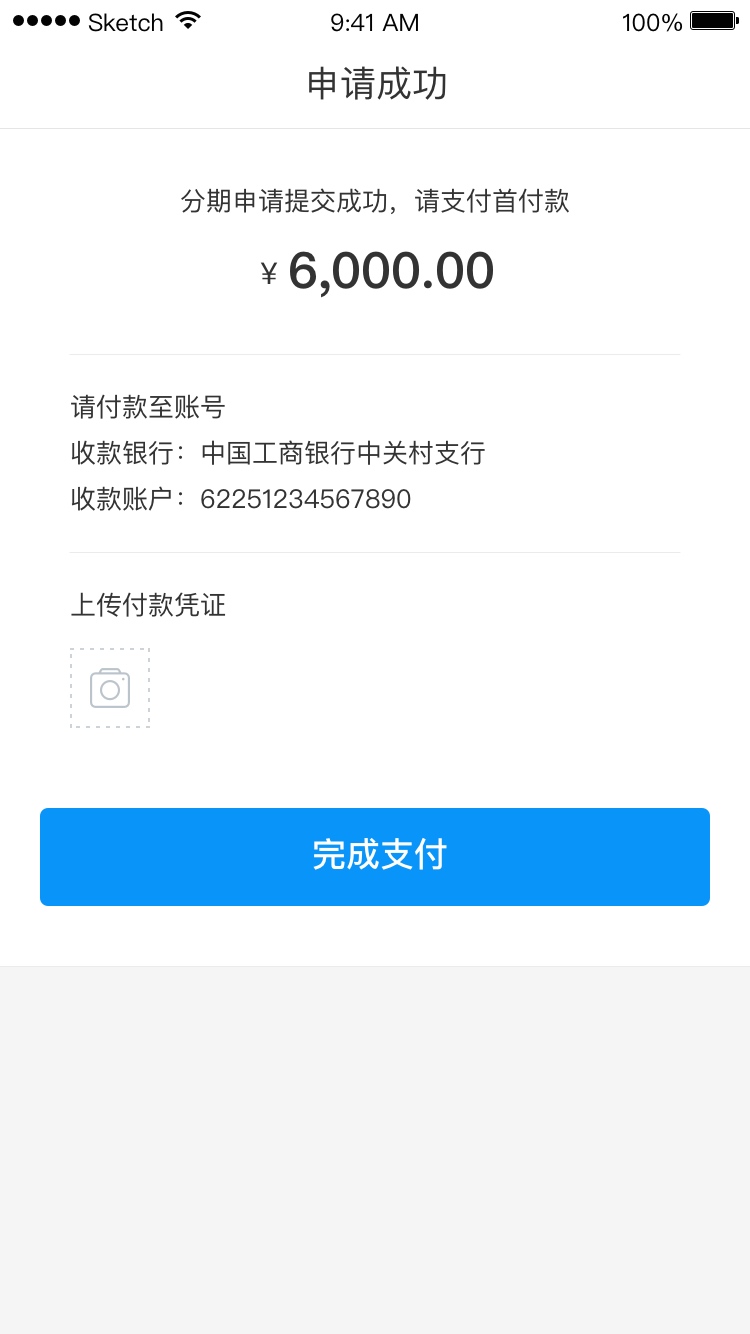 Sketch 9:41 AM 100%
申请成功
分期申请提交成功，请支付首付款
¥ 6,000.00
请付款至账号
收款银行：中国工商银行中关村支行
收款账户：62251234567890
上传付款凭证
完成支付